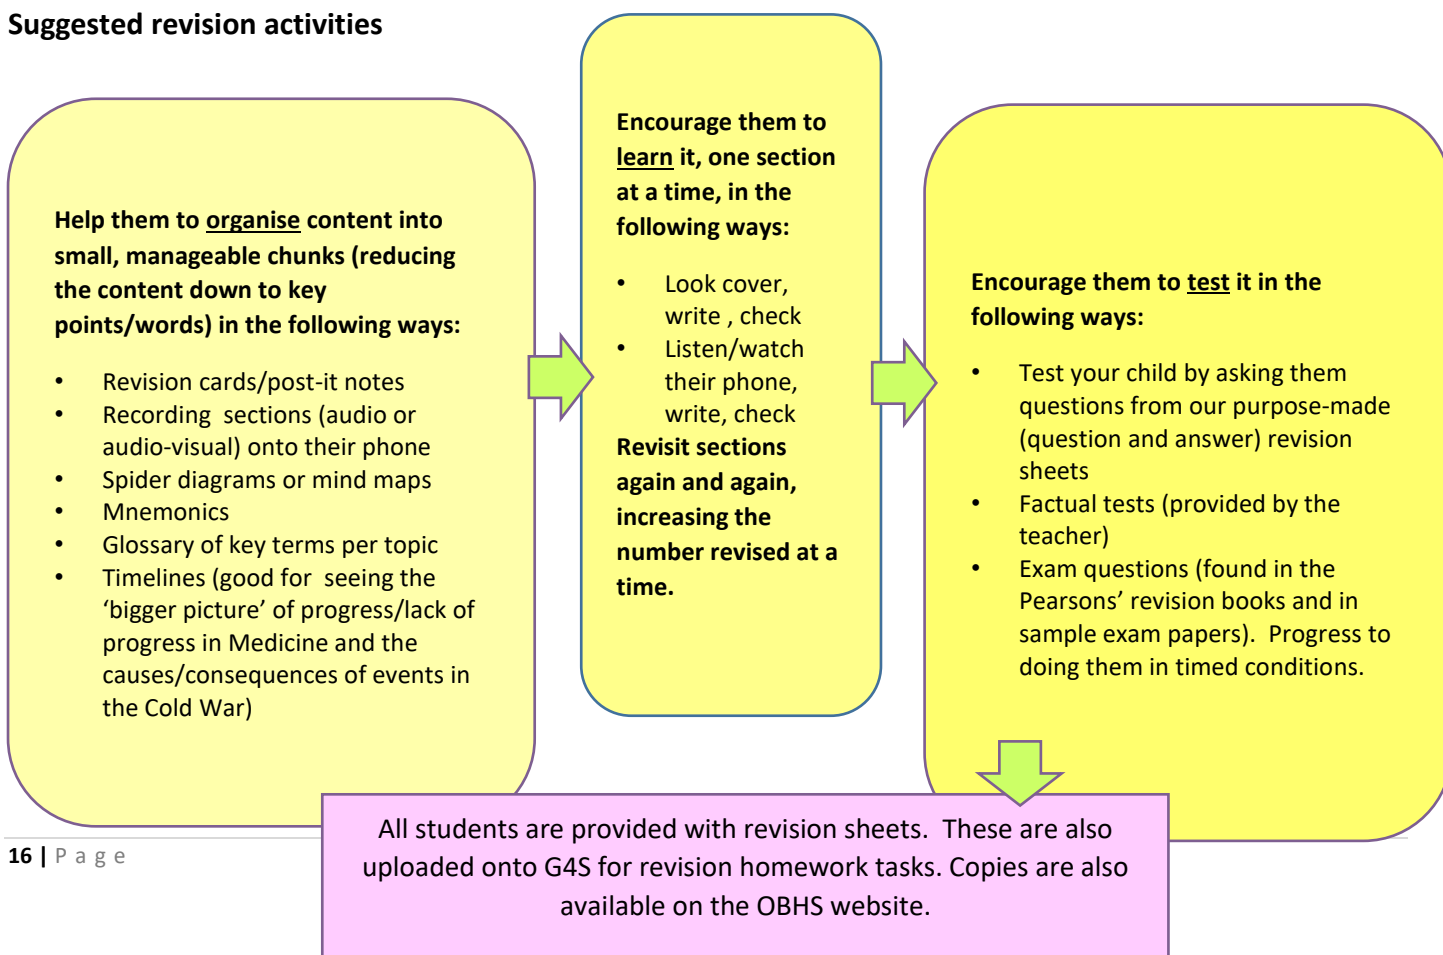 Suggested revision activities
Help them to organise content into
small, manageable chunks (reducing
the content down to key
points/words) in the following ways:
• Revision cards/post-it notes
• Recording  sections (audio or
audio-visual) onto their phone
• Spider diagrams or mind maps
• Mnemonics
• Glossary of key terms per topic
• Timelines (good for  seeing the
‘bigger picture’ of progress/lack of
progress in Medicine and the
causes/consequences of events in
the Cold War)
Encourage them to
learn it, one section
at a time, in the
following ways:
• Look cover,
write , check
• Listen/watch
their phone,
write, check
Revisit sections
again and again,
increasing the
number revised at a
time.
Encourage them to test it in the
following ways:
• Test your child by asking them
questions from our purpose-made
(question and answer) revision
sheets
• Factual tests (provided by the
teacher)
• Exam questions (found in the
Pearsons’ revision books and in
sample exam papers).  Progress to
doing them in timed conditions.
All students are provided with revision sheets.  These are also
uploaded onto G4S for revision homework tasks. Copies are also
available on the OBHS website.
16 | Page